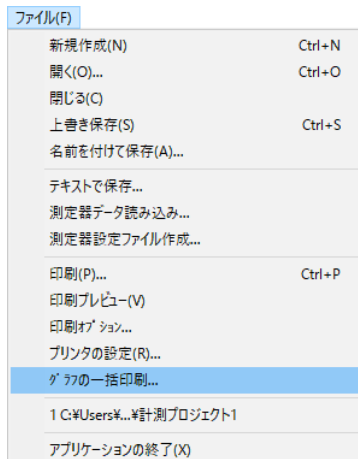 ファイル(F)
新規作成(N) Ctrl+N
開く(O)... Ctrl+O
閉じる(C)
上書き保存(S) Ctrl+S
名前を付けて保存(A)...
テキストで保存...
測定器データ読み込み...
測定器設定ファイル作成...
印刷(P)... Ctrl+P
印刷プレビュー(V)
印刷ｵﾌﾟｼｮﾝ...
プリンタの設定(R)...
ｸﾞﾗﾌの一括印刷...
1 C:¥Users¥...¥計測プロジェクト1
アプリケーションの終了(X)